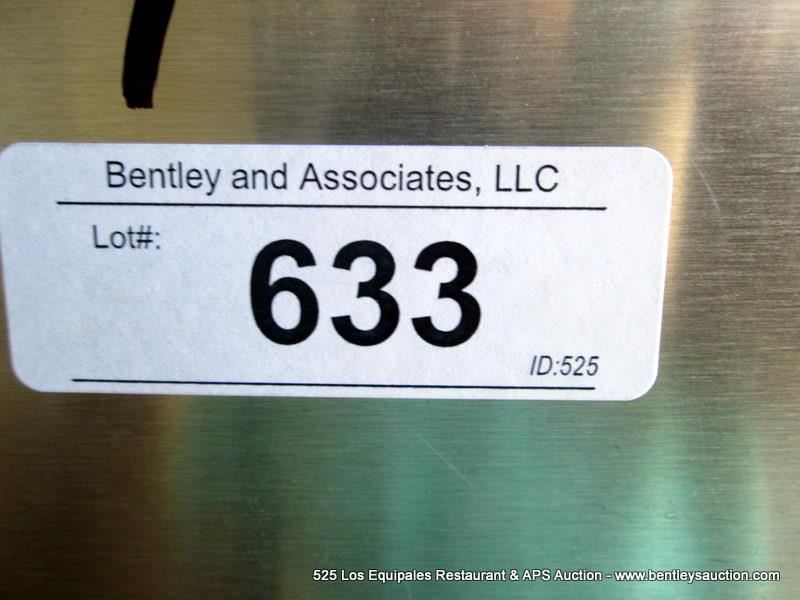 Bentley and Associates, LLC
Lot#:
633
ID:525
525 Los Equipales Restaurant & APS Auction - www.bentleysauction.com